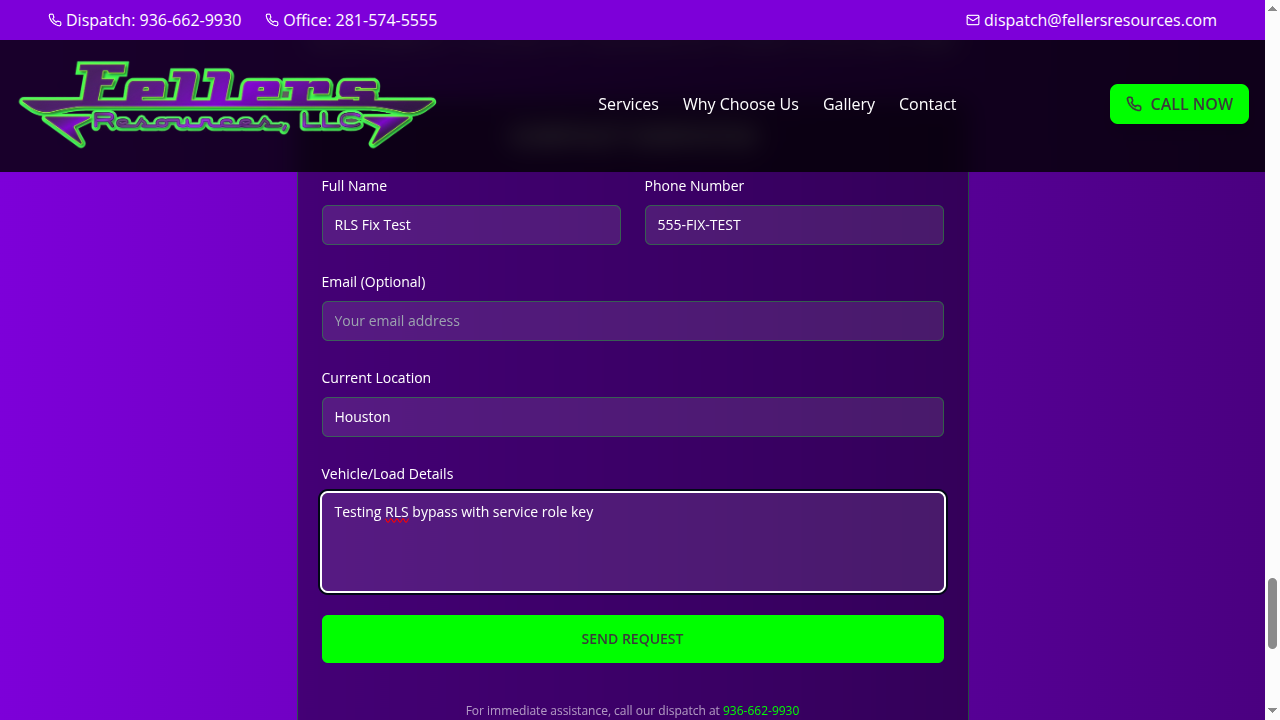 Dispatch: 936-662-9930
Office: 281-574-5555
dispatch@fellersresources.com
Fellers
Resources, LLC
Services
Why Choose Us
Gallery
Contact
CALL NOW
Full Name
Phone Number
RLS Fix Test
555-FIX-TEST
Email (Optional)
Your email address
Current Location
Houston
Vehicle/Load Details
Testing RLS bypass with service role key
SEND REQUEST
For immediate assistance, call our dispatch at 936-662-9930